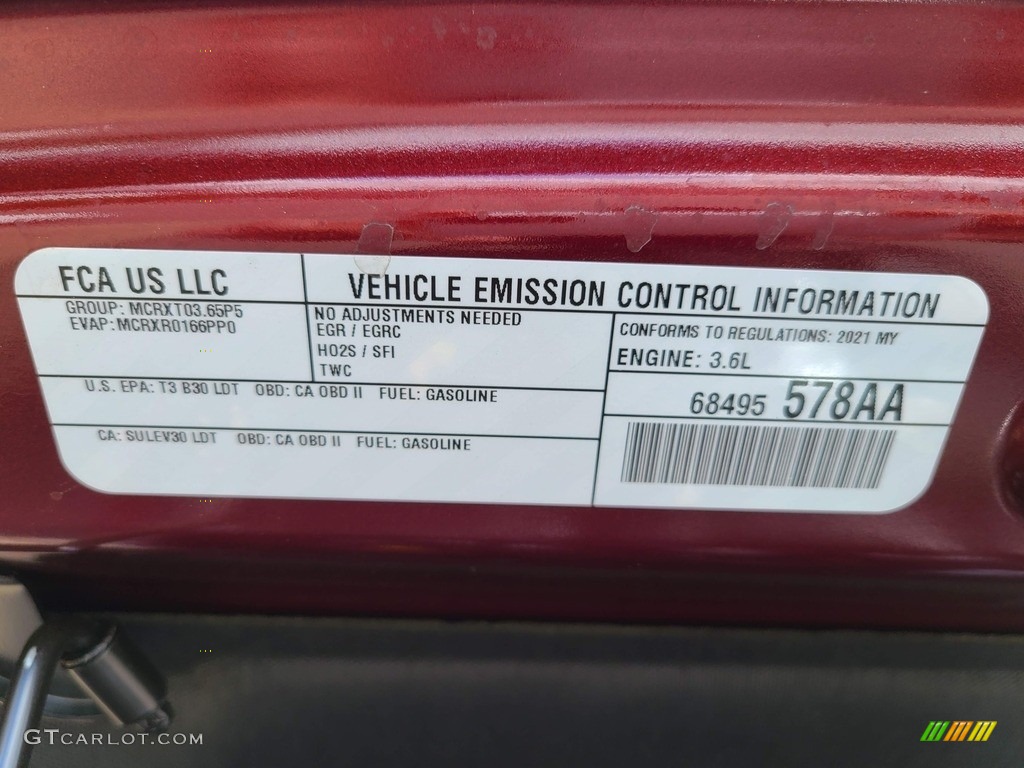 FCA US LLC
VEHICLE EMISSION CONTROL INFORMATION
GROUP: MCRXT03.65P5
EVAP: MCRXR0166PP0
NO ADJUSTMENTS NEEDED
EGR / EGRC
HO2S / SFI
TWC
CONFORMS TO REGULATIONS: 2021 MY
ENGINE: 3.6L
U.S. EPA: T3 B30 LDT OBD: CA OBD II FUEL: GASOLINE
68495 578AA
CA: SULEV30 LDT OBD: CA OBD II FUEL: GASOLINE
GTCARLOT.COM